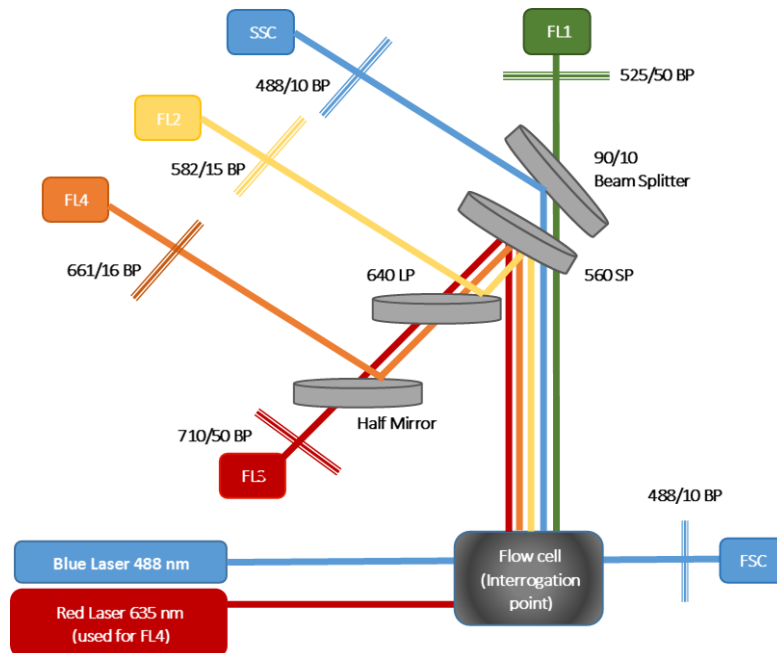 SSC
FL1
488/10 BP
525/50 BP
FL2
582/15 BP
90/10
Beam Splitter
FL4
661/16 BP
640 LP
560 SP
Half Mirror
710/50 BP
FL3
488/10 BP
Blue Laser 488 nm
Flow cell
(Interrogation
point)
FSC
Red Laser 635 nm
(used for FL4)